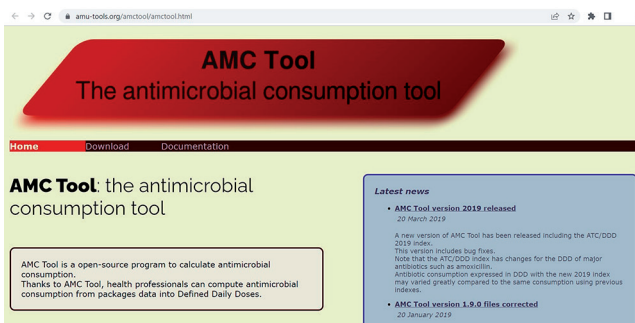 amu-tools.org/amctool/amctool.html
AMC Tool
The antimicrobial consumption tool
Home Download Documentation
AMC Tool: the antimicrobial
consumption tool
AMC Tool is a open-source program to calculate antimicrobial
consumption.
Thanks to AMC Tool, health professionals can compute antimicrobial
consumption from packages data into Defined Daily Doses.
Latest news
• AMC Tool version 2019 released
20 March 2019
A new version of AMC Tool has been released including the ATC/DDD
2019 index.
This version includes bug fixes.
Note that the ATC/DDD index has changes for the DDD of major
antibiotics such as amoxicillin.
Antibiotic consumption expressed in DDD with the new 2019 index
may varied greatly compared to the same consumption using previous
indexes.
• AMC Tool version 1.9.0 files corrected
20 January 2019